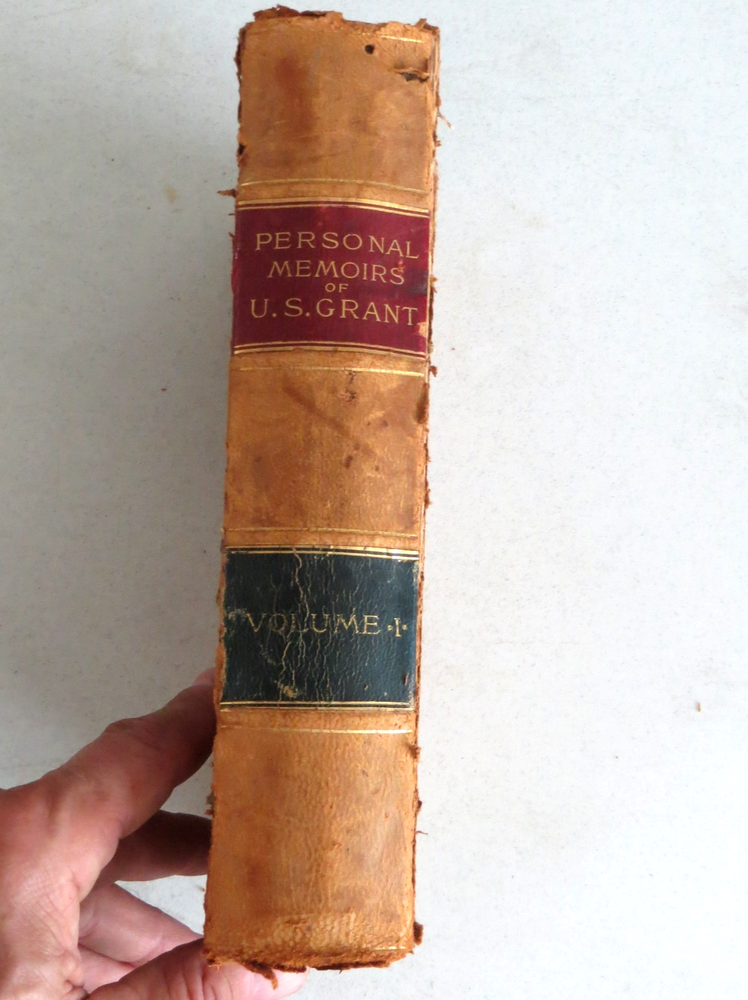 PERSONAL
MEMOIRS
OF
U.S.GRANT
VOLUME·I·